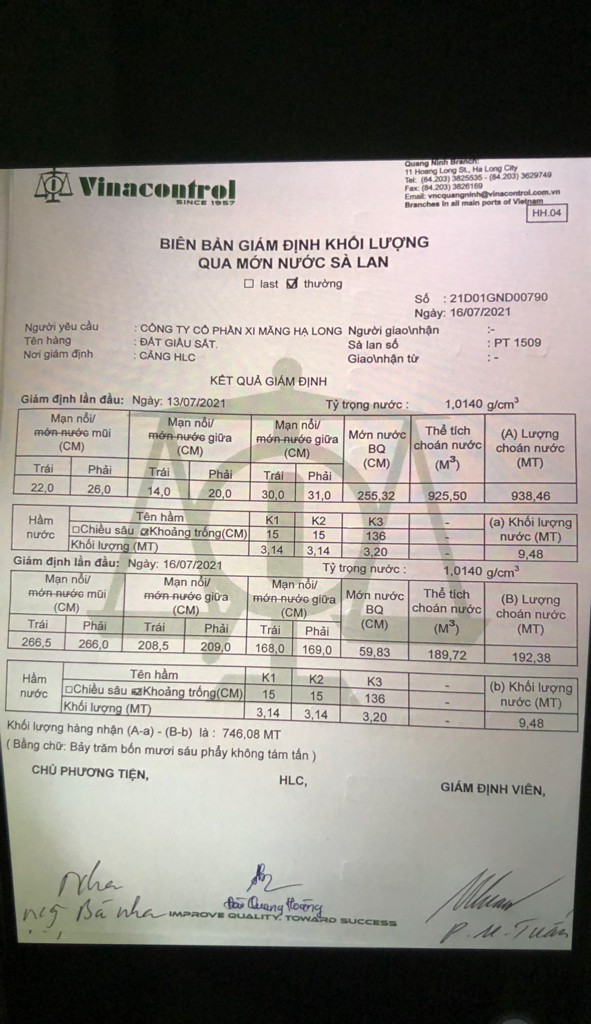 Vinacontrol
SINCE 1957
Quang Ninh Branch:
11 Hoang Long St., Ha Long City
Tel: (84.203) 3825535 - (84.203) 3629749
Fax: (84.203) 3826169
Email: vncquangninh@vinacontrol.com.vn
Branches in all main ports of Vietnam
HH.04
BIÊN BẢN GIÁM ĐỊNH KHỐI LƯỢNG
QUA MỚN NƯỚC SÀ LAN
☐ last ☑ thường
Số : 21D01GND00790
Ngày: 16/07/2021
Người yêu cầu : CÔNG TY CỔ PHẦN XI MĂNG HẠ LONG Người giao\nhận :-
Tên hàng : ĐẤT GIÀU SẮT. Sà lan số : PT 1509
Nơi giám định : CẢNG HLC Giao\nhận từ : -
KẾT QUẢ GIÁM ĐỊNH
Giám định lần đầu: Ngày: 13/07/2021 Tỷ trọng nước : 1,0140 g/cm³
Mạn nổi/ Mạn nổi/ Mạn nổi/ Mớn nước Thể tích (A) Lượng
món nước mũi món nước giữa món nước giữa BQ choán nước choán nước
(CM) (CM) (CM) (CM) (M³) (MT)
Trái Phải Trái Phải Trái Phải
22,0 26,0 14,0 20,0 30,0 31,0 255,32 925,50 938,46
Hầm nước Tên hầm K1 K2 K3 - (a) Khối lượng nước (MT)
☐Chiều sâu ☑Khoảng trống(CM) 15 15 136 -
Khối lượng (MT) 3,14 3,14 3,20 - 9,48
Giám định lần đầu: Ngày: 16/07/2021 Tỷ trọng nước : 1,0140 g/cm³
Mạn nổi/ Mạn nổi/ Mạn nổi/ Mớn nước Thể tích (B) Lượng
món nước mũi món nước giữa món nước giữa BQ choán nước choán nước
(CM) (CM) (CM) (CM) (M³) (MT)
Trái Phải Trái Phải Trái Phải
266,5 266,0 208,5 209,0 168,0 169,0 59,83 189,72 192,38
Hầm nước Tên hầm K1 K2 K3 - (b) Khối lượng nước (MT)
☐Chiều sâu ☑Khoảng trống(CM) 15 15 136 -
Khối lượng (MT) 3,14 3,14 3,20 - 9,48
Khối lượng hàng nhận (A-a) - (B-b) là : 746,08 MT
( Bằng chữ: Bảy trăm bốn mươi sáu phẩy không tám tấn )
CHỦ PHƯƠNG TIỆN, HLC, GIÁM ĐỊNH VIÊN,
Nha
Bá nha
Quang Hoàng
IMPROVE QUALITY, TOWARD SUCCESS
P.M. Tuấn